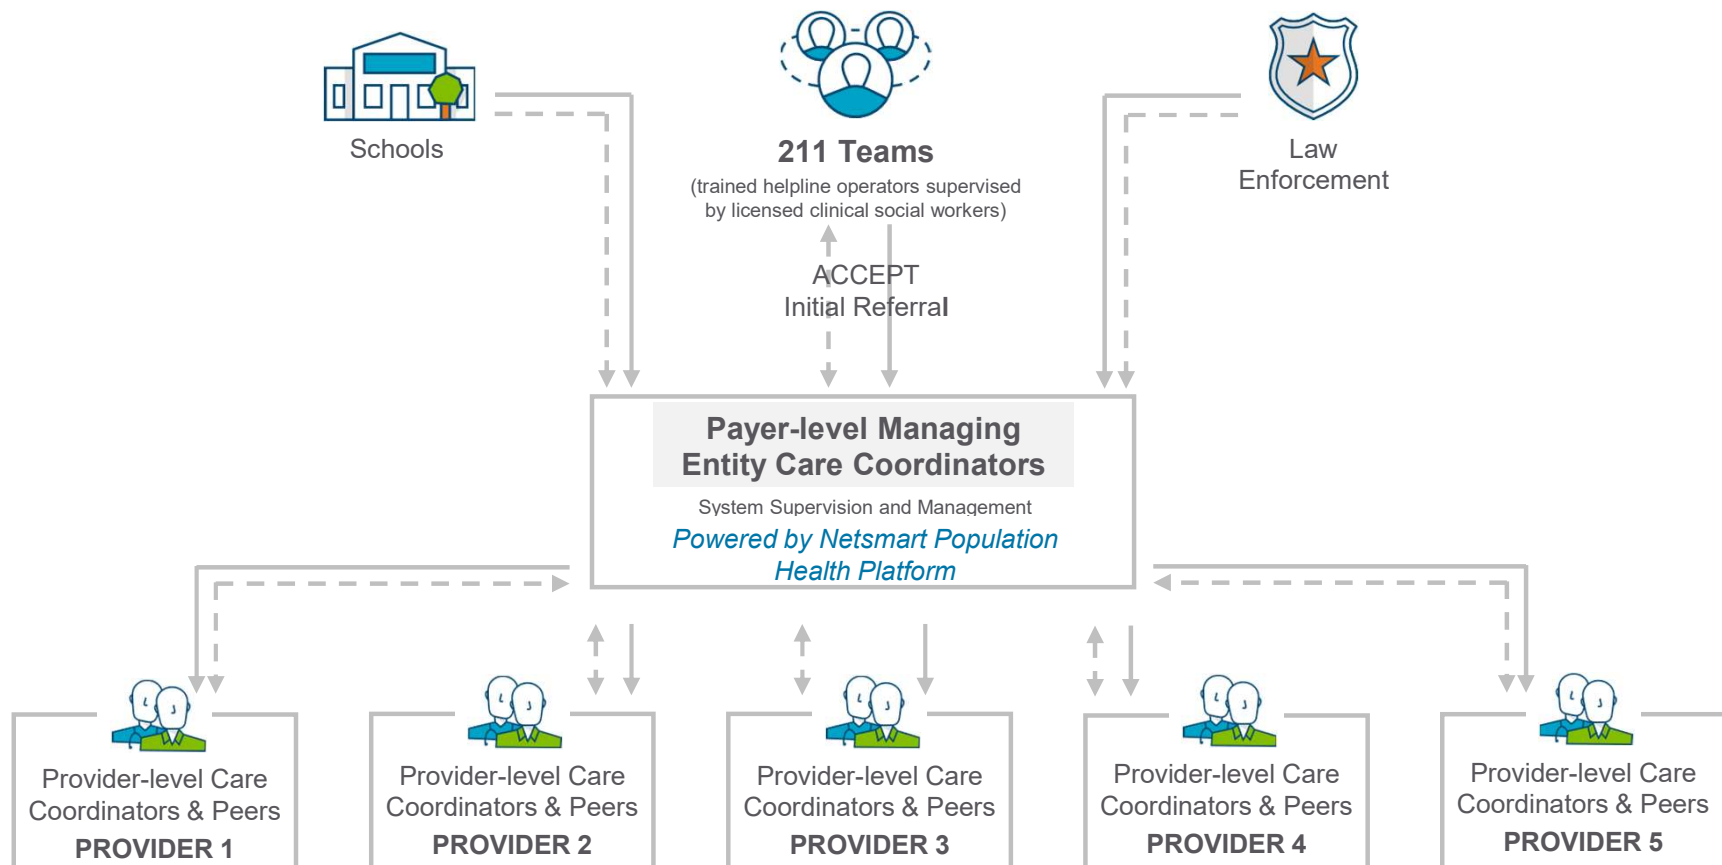 Schools
211 Teams
(trained helpline operators supervised
by licensed clinical social workers)
Law
Enforcement
ACCEPT
Initial Referral
Payer-level Managing
Entity Care Coordinators
System Supervision and Management
Powered by Netsmart Population
Health Platform
Provider-level Care
Coordinators & Peers
PROVIDER 1
Provider-level Care
Coordinators & Peers
PROVIDER 2
Provider-level Care
Coordinators & Peers
PROVIDER 3
Provider-level Care
Coordinators & Peers
PROVIDER 4
Provider-level Care
Coordinators & Peers
PROVIDER 5